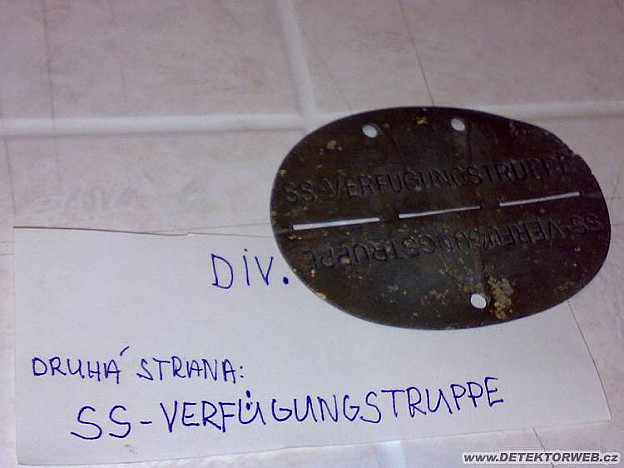 SS-VERFÜGUNGSTRUPPE
SS-VERFÜGUNGSTRUPPE
DIV.
DRUHÁ STRANA:
SS-VERFÜGUNGSTRUPPE
www.DETEKTORWEB.cz